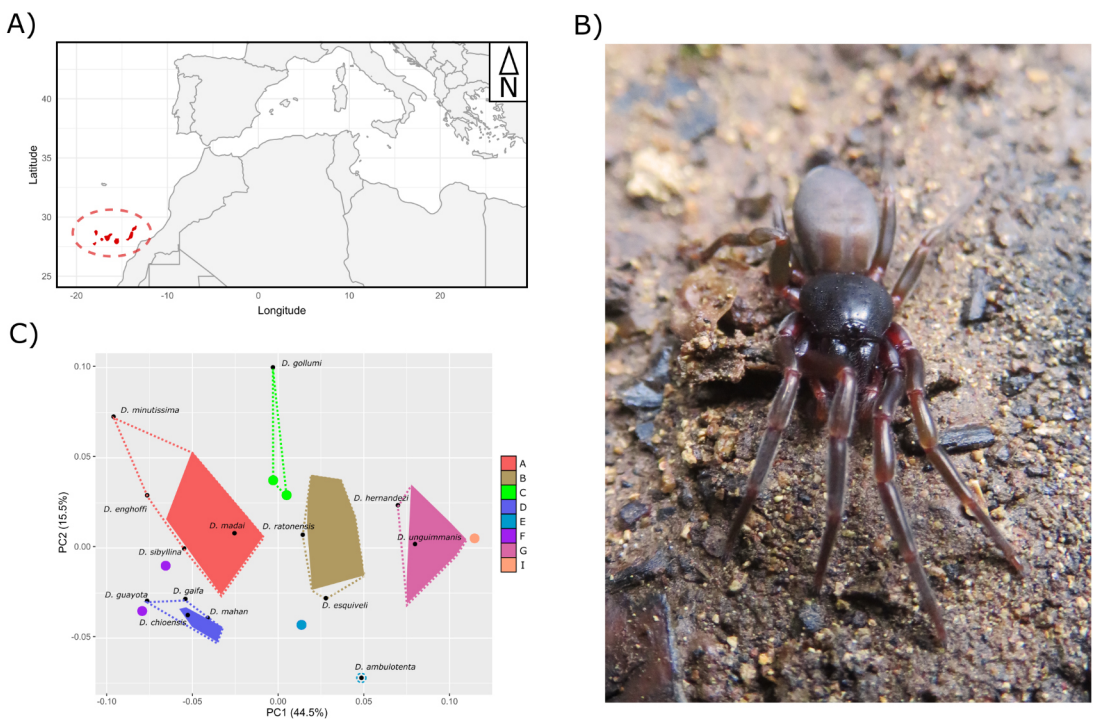 A)
N
40
35
30
25
Latitude
-20
-10
0
10
20
Longitude
B)
C)
0.10
0.05
0.00
-0.05
PC2 (15.5%)
D. gollumi
D. minutissima
D. enghoffi
D. madai
D. ratonensis
D. hernandezi
D. unguimmanis
D. sibyllina
D. guayota
D. gaifa
D. mahan
D. chioensis
D. esquiveli
D. ambulotenta
-0.10
-0.05
0.00
0.05
0.10
PC1 (44.5%)
A
B
C
D
E
F
G
I